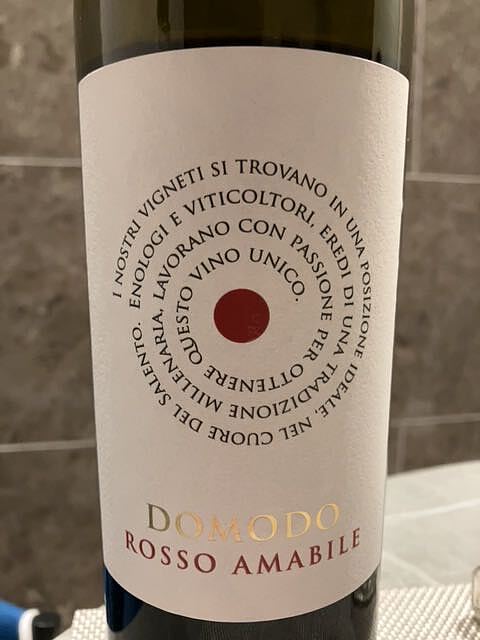 I NOSTRI VIGNETI SI TROVANO IN UNA POSIZIONE IDEALE, NEL CUORE DEL SALENTO. ENOLOGI E VITICOLTORI, EREDI DI UNA TRADIZIONE MILLENARIA, LAVORANO CON PASSIONE PER OTTENERE QUESTO VINO UNICO.
DOMODO
ROSSO AMABILE